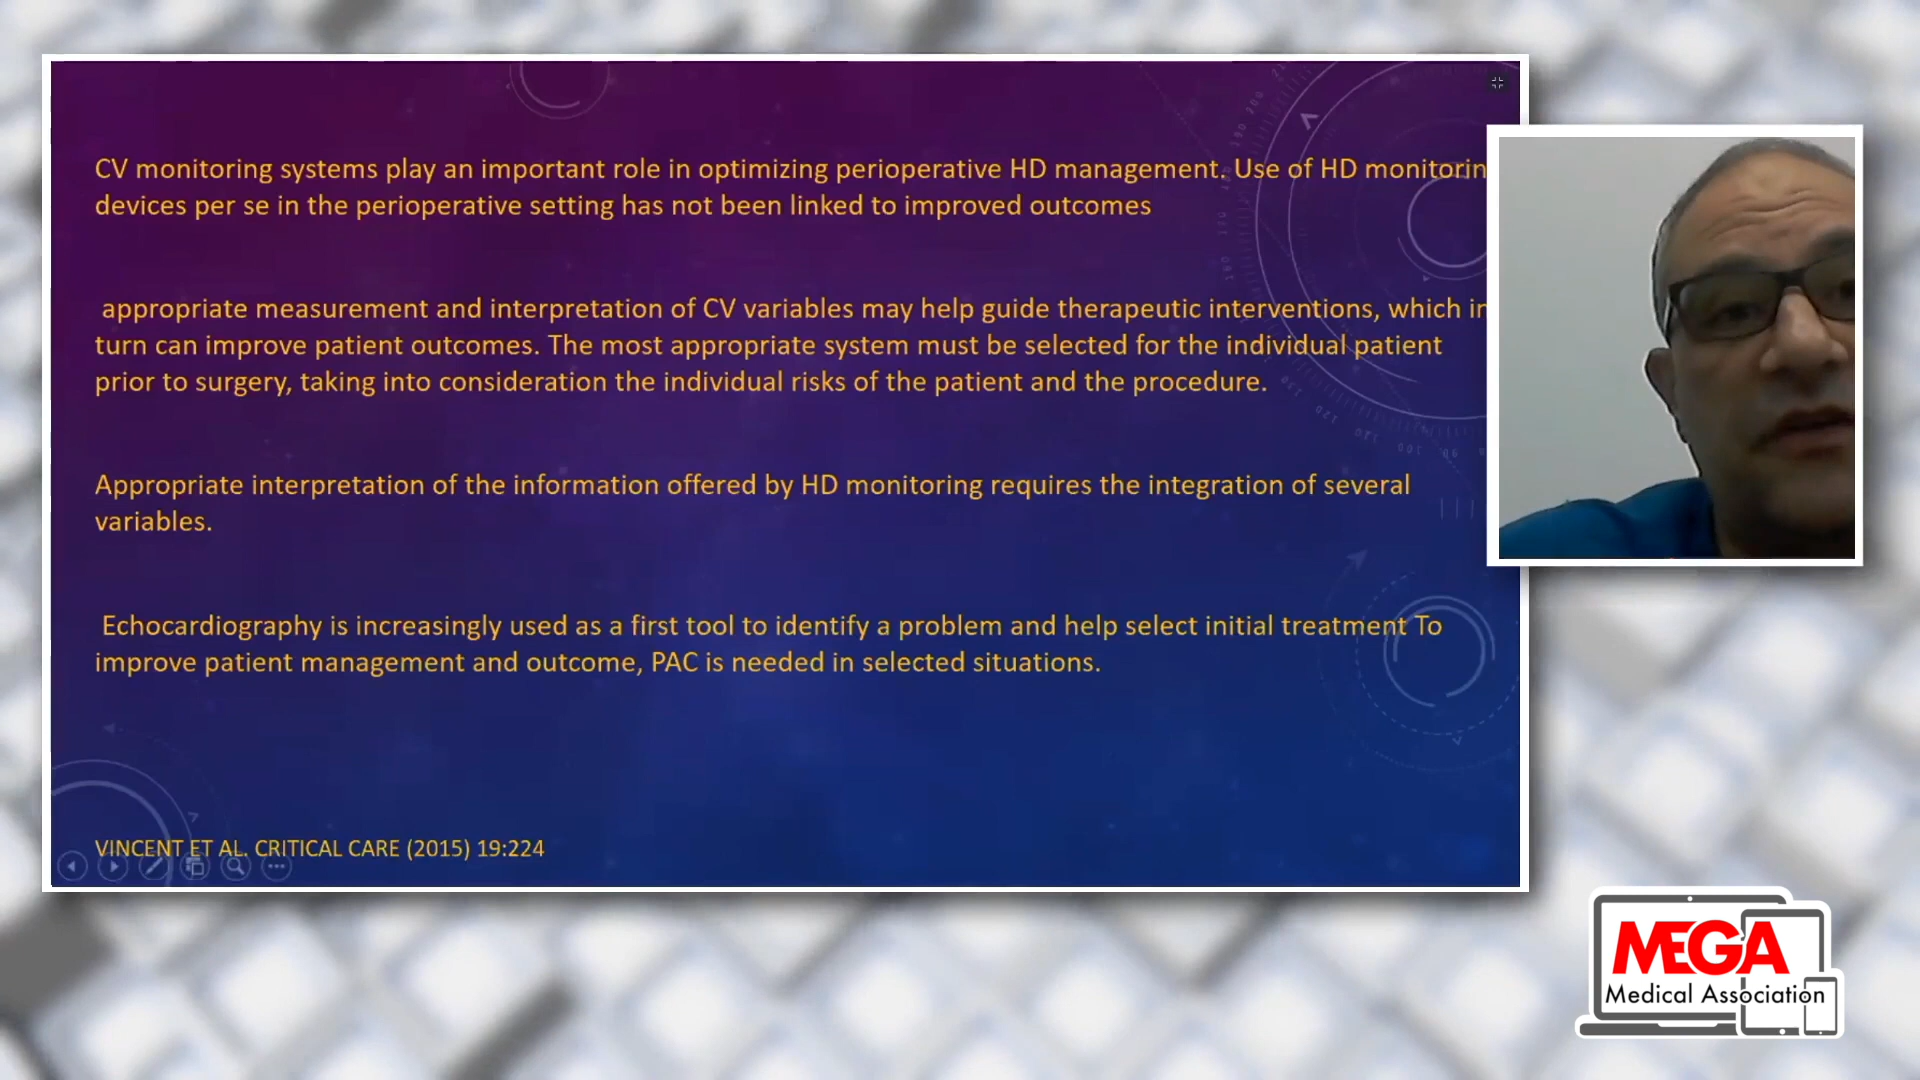 CV monitoring systems play an important role in optimizing perioperative HD management. Use of HD monitorin
devices per se in the perioperative setting has not been linked to improved outcomes
appropriate measurement and interpretation of CV variables may help guide therapeutic interventions, which in
turn can improve patient outcomes. The most appropriate system must be selected for the individual patient
prior to surgery, taking into consideration the individual risks of the patient and the procedure.
Appropriate interpretation of the information offered by HD monitoring requires the integration of several
variables.
Echocardiography is increasingly used as a first tool to identify a problem and help select initial treatment To
improve patient management and outcome, PAC is needed in selected situations.
VINCENT ET AL. CRITICAL CARE (2015) 19:224
MEGA
Medical Association